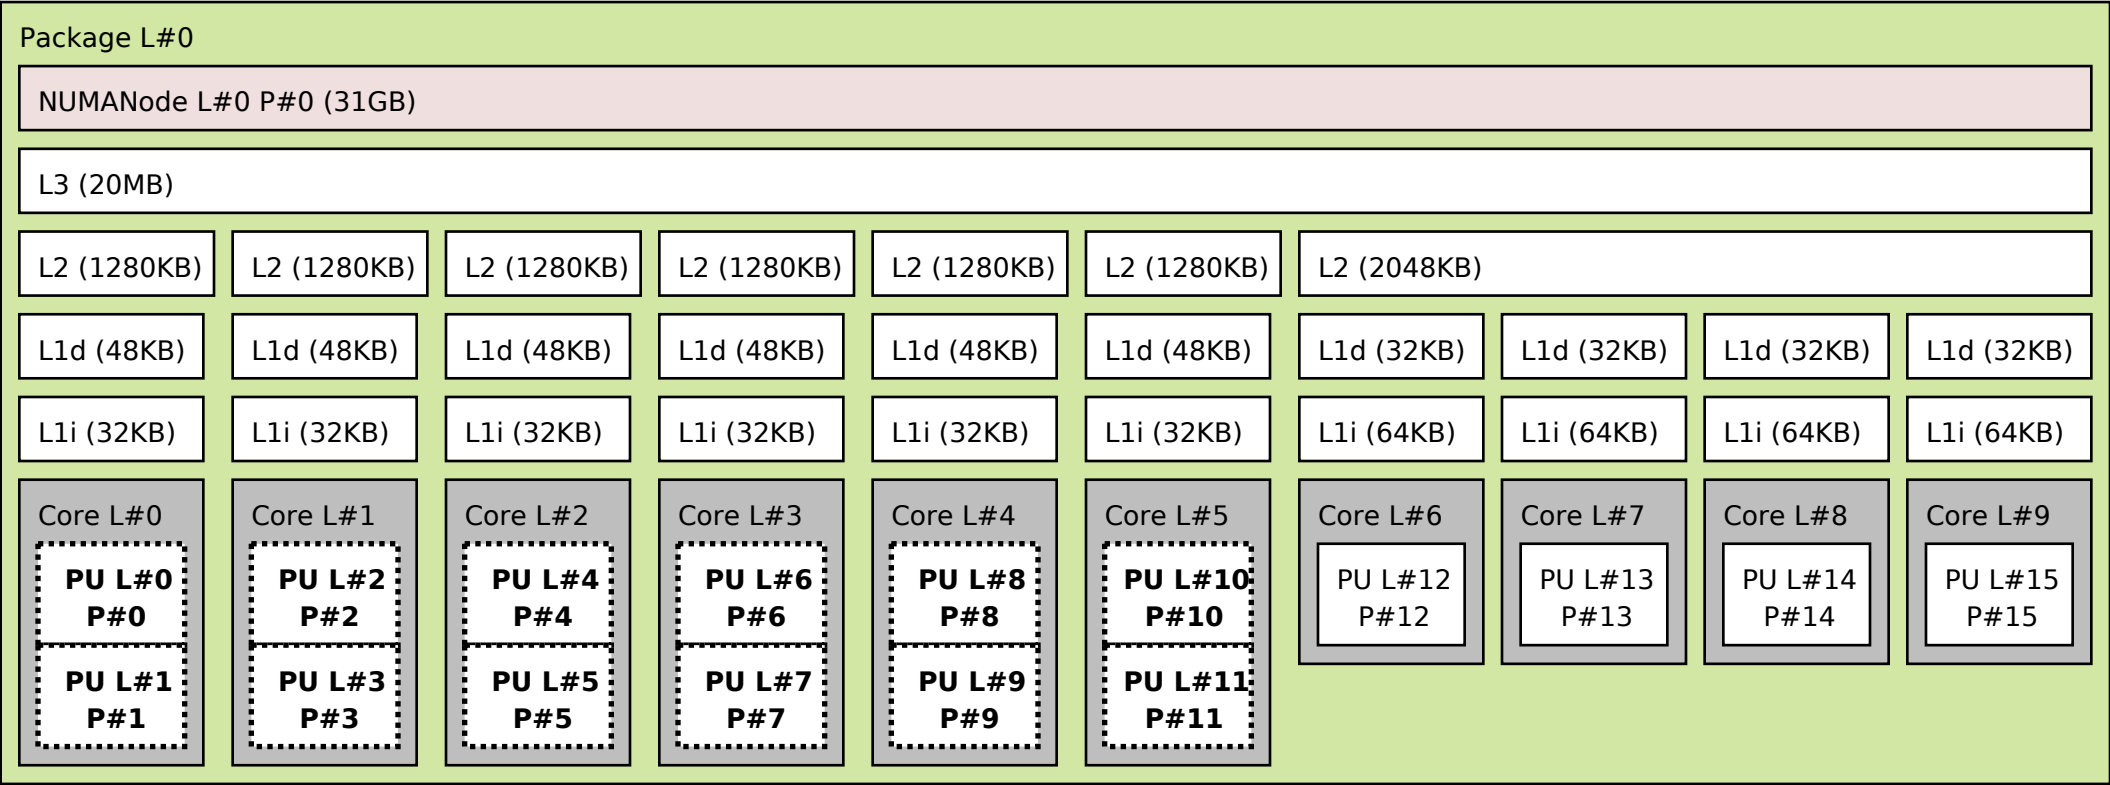 Package L#0
NUMANode L#0 P#0 (31GB)
L3 (20MB)
L2 (1280KB) L2 (1280KB) L2 (1280KB) L2 (1280KB) L2 (1280KB) L2 (1280KB) L2 (2048KB)
L1d (48KB) L1d (48KB) L1d (48KB) L1d (48KB) L1d (48KB) L1d (48KB) L1d (32KB) L1d (32KB) L1d (32KB) L1d (32KB)
L1i (32KB) L1i (32KB) L1i (32KB) L1i (32KB) L1i (32KB) L1i (32KB) L1i (64KB) L1i (64KB) L1i (64KB) L1i (64KB)
Core L#0 Core L#1 Core L#2 Core L#3 Core L#4 Core L#5 Core L#6 Core L#7 Core L#8 Core L#9
PU L#0 PU L#2 PU L#4 PU L#6 PU L#8 PU L#10 PU L#12 PU L#13 PU L#14 PU L#15
P#0 P#2 P#4 P#6 P#8 P#10 P#12 P#13 P#14 P#15
PU L#1 PU L#3 PU L#5 PU L#7 PU L#9 PU L#11
P#1 P#3 P#5 P#7 P#9 P#11